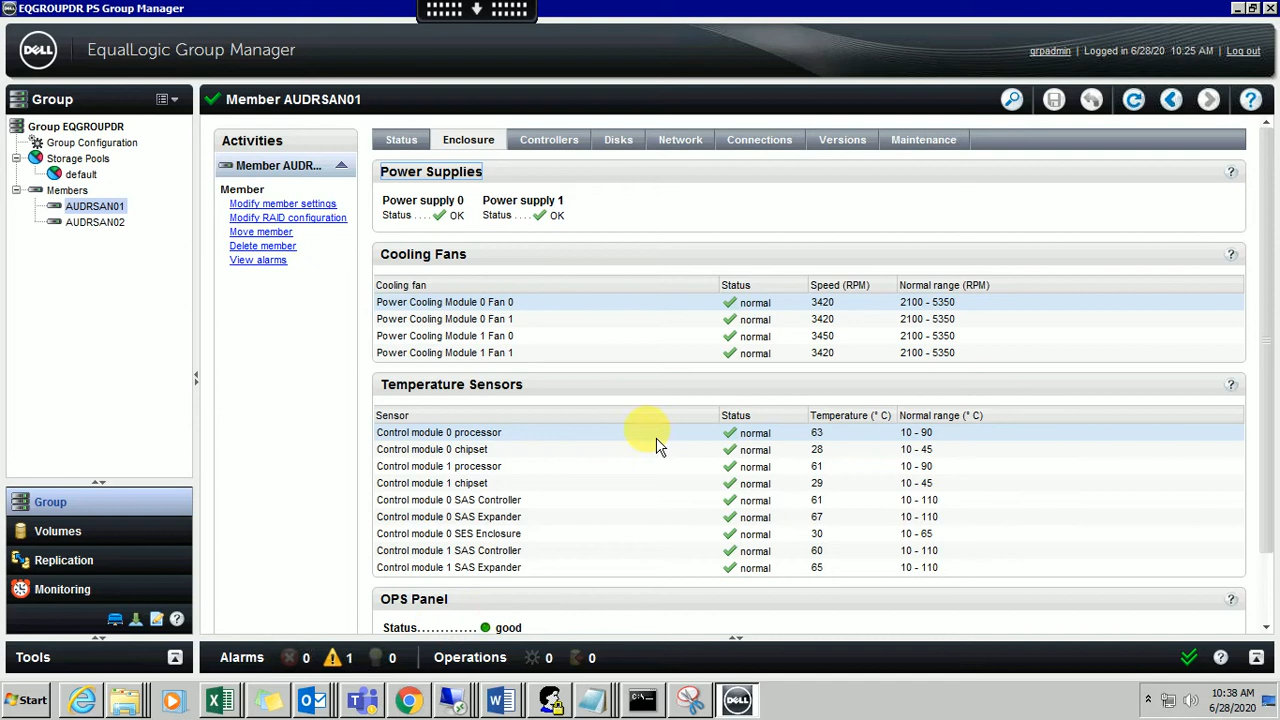 EQGROUPDR PS Group Manager
DELL
EqualLogic Group Manager
grpadmin | Logged in 6/28/20 10:25 AM | Log out
Group
Group EQGROUPDR
Group Configuration
Storage Pools
default
Members
AUDRSAN01
AUDRSAN02
Group
Volumes
Replication
Monitoring
Tools
Member AUDRSAN01
Activities
Member AUDR...
Member
Modify member settings
Modify RAID configuration
Move member
Delete member
View alarms
Status Enclosure Controllers Disks Network Connections Versions Maintenance
Power Supplies
Power supply 0 Power supply 1
Status .... OK Status .... OK
Cooling Fans
Cooling fan Status Speed (RPM) Normal range (RPM)
Power Cooling Module 0 Fan 0 normal 3420 2100 - 5350
Power Cooling Module 0 Fan 1 normal 3420 2100 - 5350
Power Cooling Module 1 Fan 0 normal 3450 2100 - 5350
Power Cooling Module 1 Fan 1 normal 3420 2100 - 5350
Temperature Sensors
Sensor Status Temperature (° C) Normal range (° C)
Control module 0 processor normal 63 10 - 90
Control module 0 chipset normal 28 10 - 45
Control module 1 processor normal 61 10 - 90
Control module 1 chipset normal 29 10 - 45
Control module 0 SAS Controller normal 61 10 - 110
Control module 0 SAS Expander normal 67 10 - 110
Control module 0 SES Enclosure normal 30 10 - 65
Control module 1 SAS Controller normal 60 10 - 110
Control module 1 SAS Expander normal 65 10 - 110
OPS Panel
Status............. good
Alarms 0 1 0 Operations 0 0
Start
10:38 AM
6/28/2020